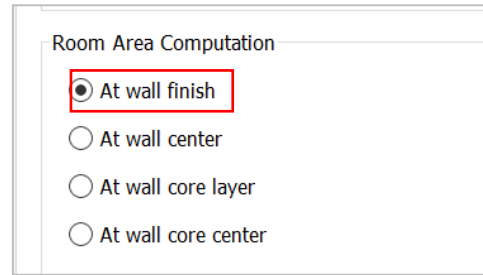 Room Area Computation
At wall finish
At wall center
At wall core layer
At wall core center